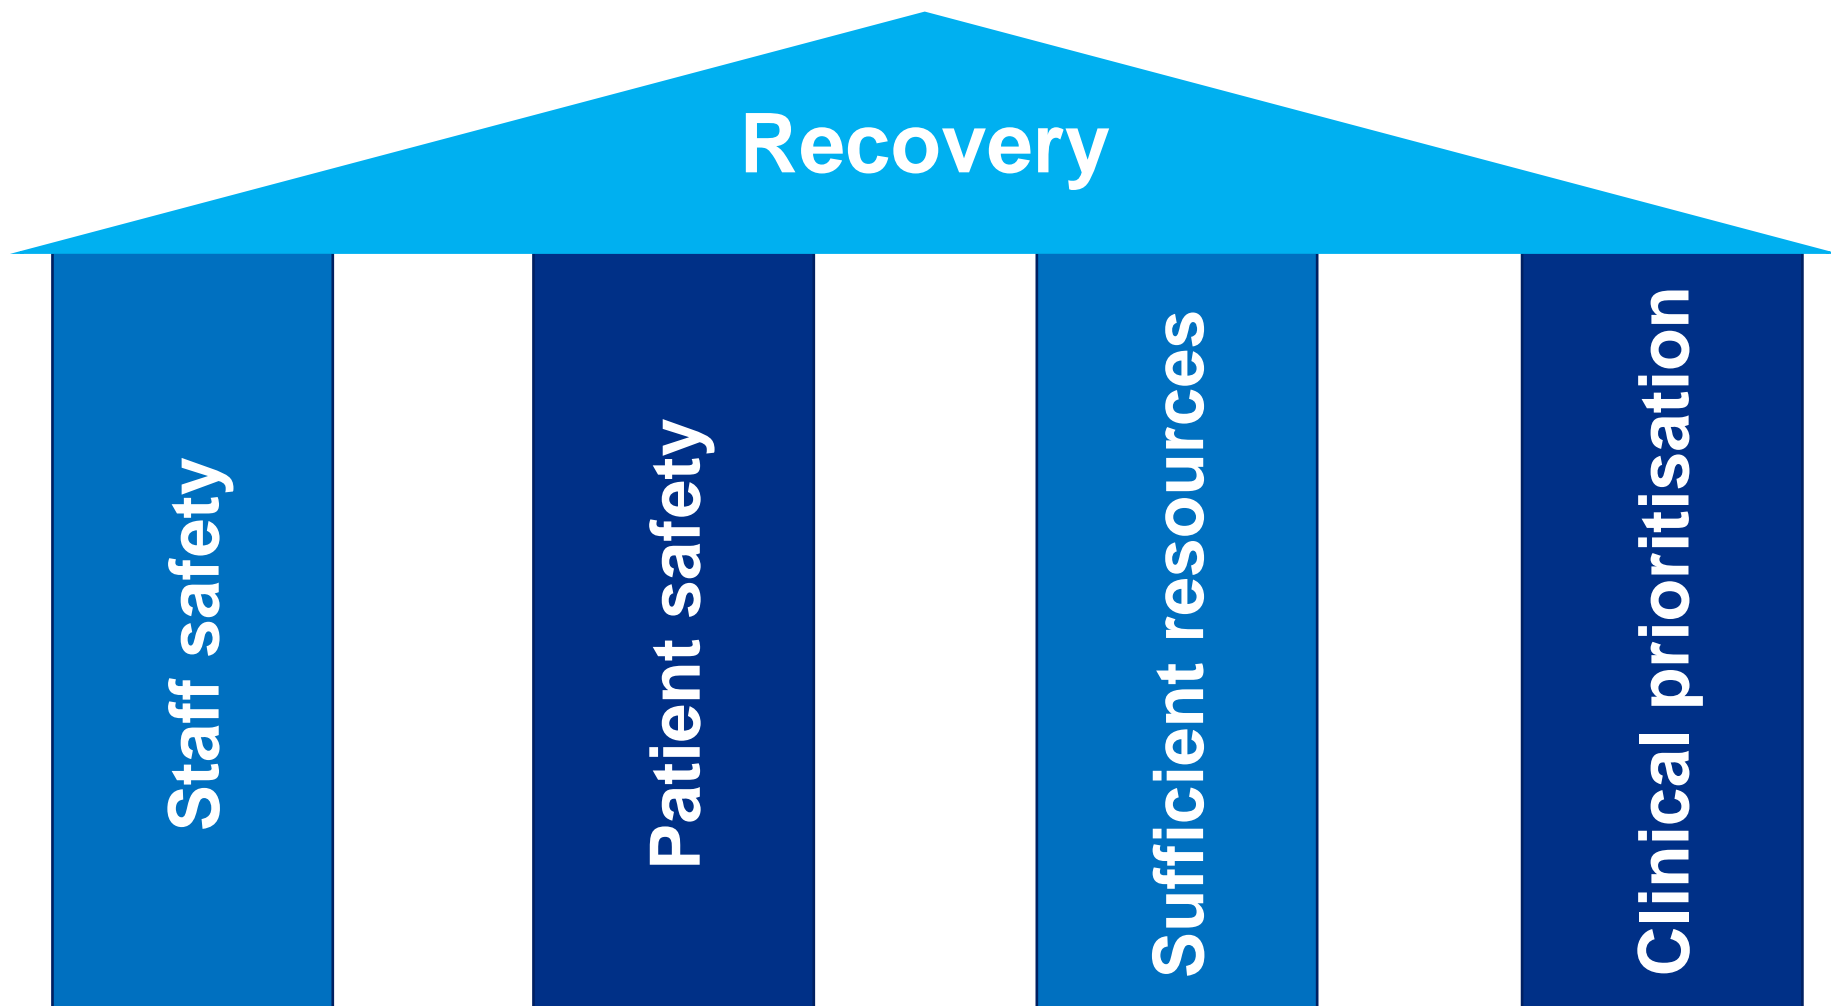 Recovery
Staff safety
Patient safety
Sufficient resources
Clinical prioritisation